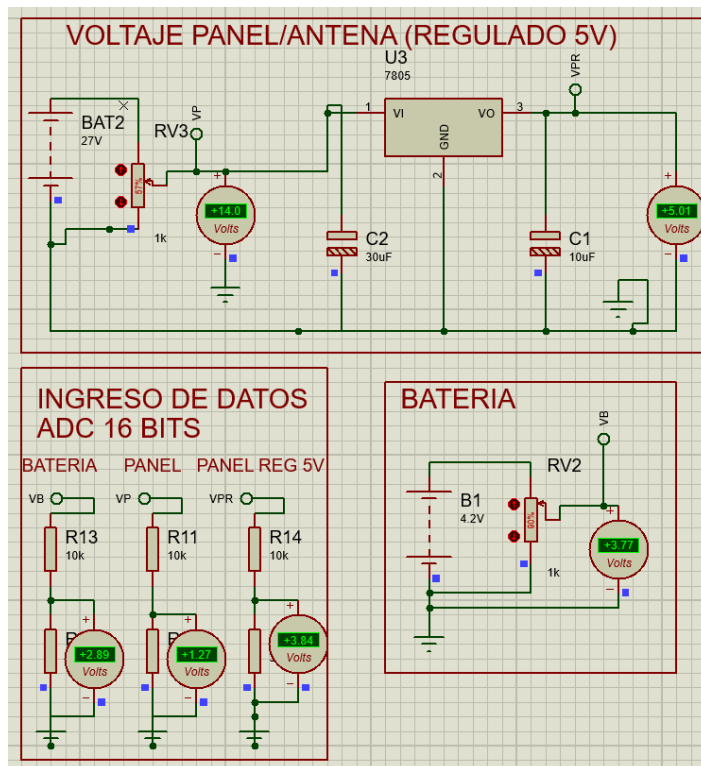 VOLTAJE PANEL/ANTENA (REGULADO 5V)
U3
7805
VPR
BAT2
27V
RV3
VP
1
VI
VO
3
GND
2
57%
1k
+14.0
Volts
C2
30uF
C1
10uF
+5.01
Volts
INGRESO DE DATOS
ADC 16 BITS
BATERIA
PANEL
PANEL REG 5V
VB
VP
VPR
R13
10k
R11
10k
R14
10k
+2.89
Volts
+1.27
Volts
+3.84
Volts
BATERIA
VB
B1
4.2V
RV2
90%
1k
+3.77
Volts